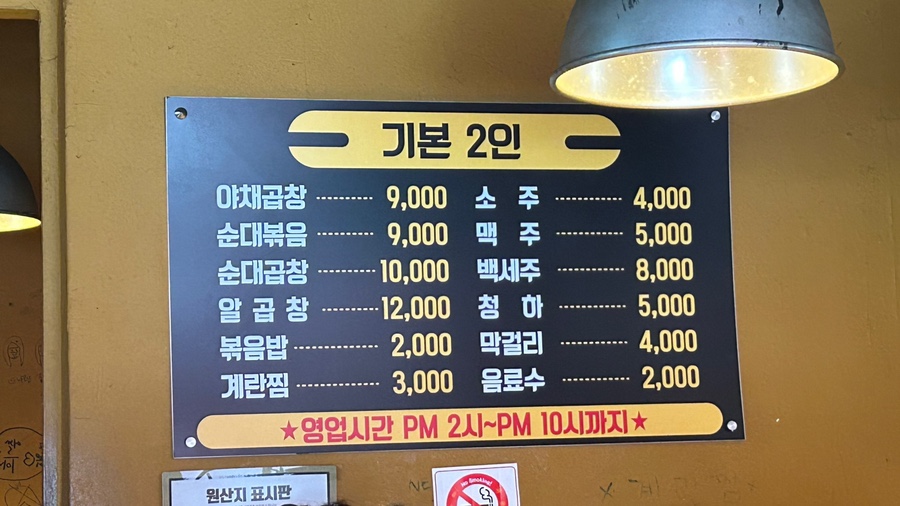 기본 2인
야채곱창 9,000
순대볶음 9,000
순대곱창 10,000
알 곱 창 12,000
볶음밥 2,000
계란찜 3,000
소 주 4,000
맥 주 5,000
백세주 8,000
청 하 5,000
막걸리 4,000
음료수 2,000
★영업시간 PM 2시~PM 10시까지★
원산지 표시판
No Smoking!